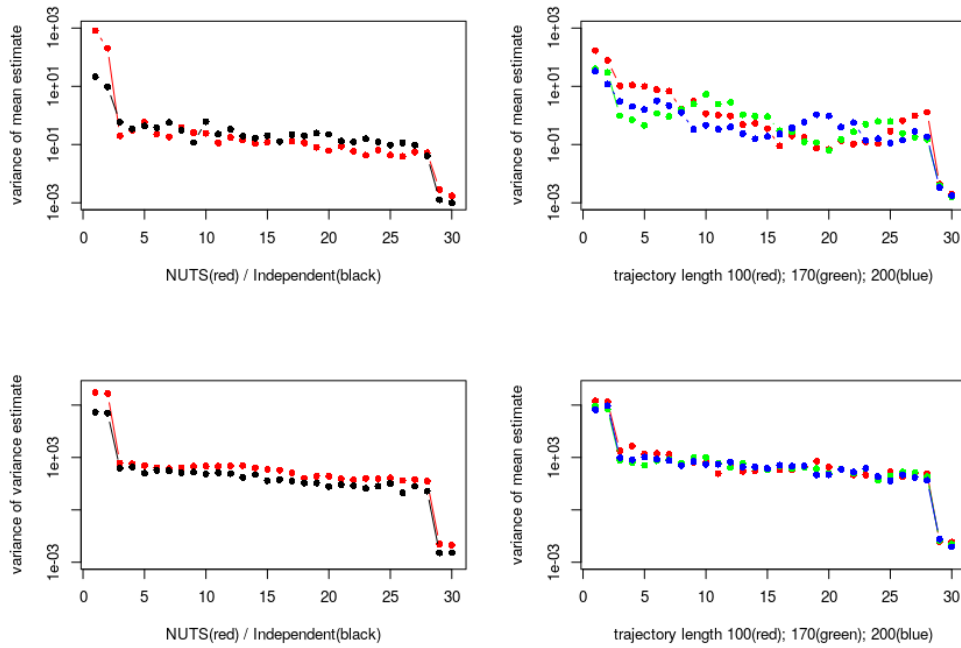 variance of mean estimate
1e+03
1e+01
1e-01
1e-03
0 5 10 15 20 25 30
NUTS(red) / Independent(black)
variance of mean estimate
1e+03
1e+01
1e-01
1e-03
0 5 10 15 20 25 30
trajectory length 100(red); 170(green); 200(blue)
variance of variance estimate
1e+03
1e-03
0 5 10 15 20 25 30
NUTS(red) / Independent(black)
variance of mean estimate
1e+03
1e-03
0 5 10 15 20 25 30
trajectory length 100(red); 170(green); 200(blue)